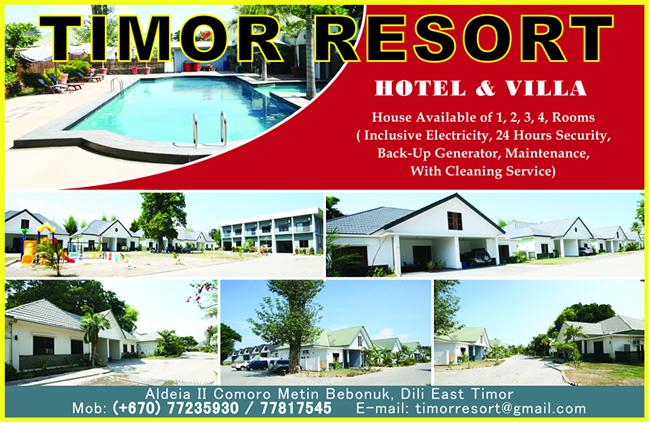 TIMOR RESORT
HOTEL & VILLA
House Available of 1, 2, 3, 4, Rooms
( Inclusive Electricity, 24 Hours Security,
Back-Up Generator, Maintenance,
With Cleaning Service)
Aldeia II Comoro Metin Bebonuk, Dili East Timor
Mob: (+670) 77235930 / 77817545 E-mail: timorresort@gmail.com